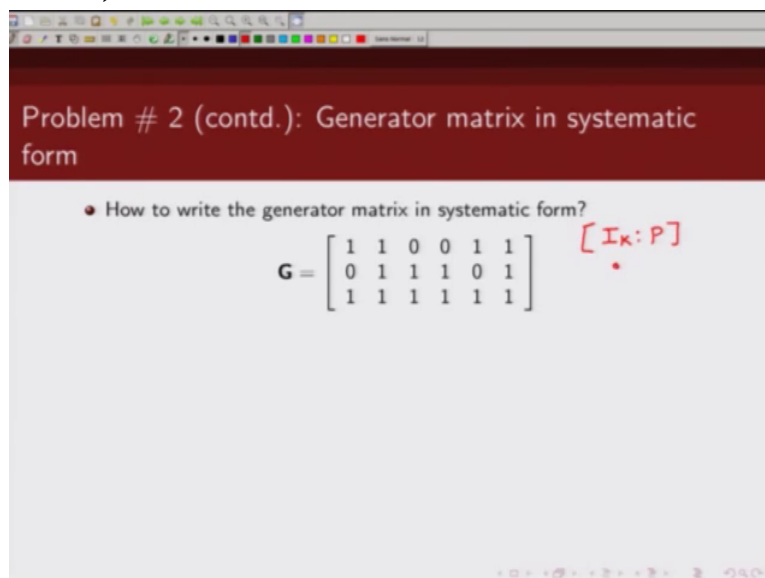 Problem # 2 (contd.): Generator matrix in systematic
form
How to write the generator matrix in systematic form?
[ I_K : P ]
G = [ 1 1 0 0 1 1
0 1 1 1 0 1
1 1 1 1 1 1 ]